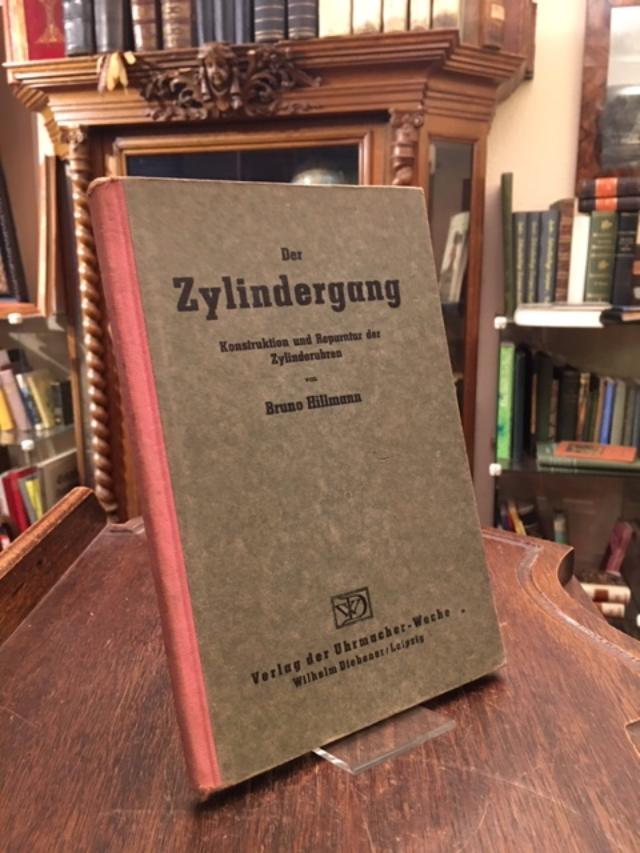 Der
Zylindergang
Konstruktion und Reparatur der
Zylinderuhren
von
Bruno Hillmann
Verlag der Uhrmacher-Woche
Wilhelm Diebener/Leipzig